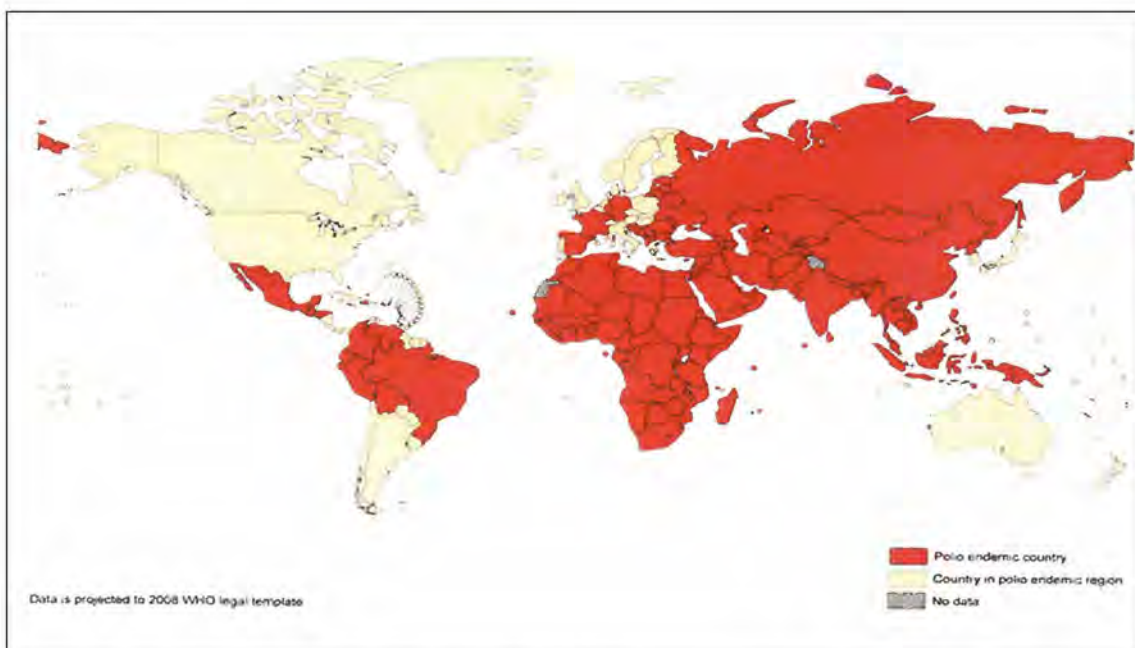 Polio endemic country
Country in polio endemic region
No data
Data is projected to 2008 WHO legal template